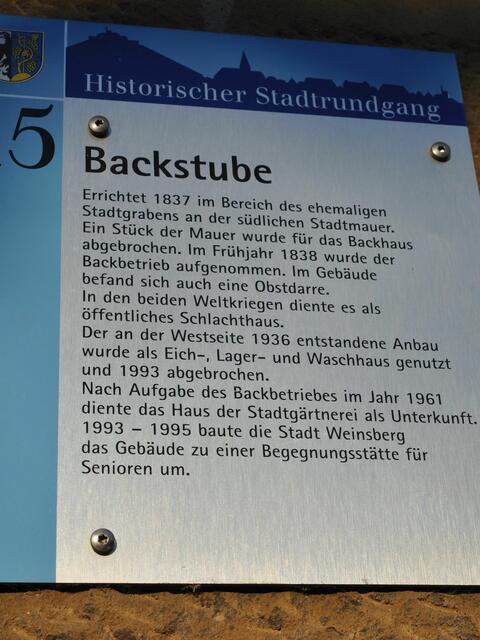 Historischer Stadtrundgang
5
Backstube
Errichtet 1837 im Bereich des ehemaligen
Stadtgrabens an der südlichen Stadtmauer.
Ein Stück der Mauer wurde für das Backhaus
abgebrochen. Im Frühjahr 1838 wurde der
Backbetrieb aufgenommen. Im Gebäude
befand sich auch eine Obstdarre.
In den beiden Weltkriegen diente es als
öffentliches Schlachthaus.
Der an der Westseite 1936 entstandene Anbau
wurde als Eich-, Lager- und Waschhaus genutzt
und 1993 abgebrochen.
Nach Aufgabe des Backbetriebes im Jahr 1961
diente das Haus der Stadtgärtnerei als Unterkunft.
1993 – 1995 baute die Stadt Weinsberg
das Gebäude zu einer Begegnungsstätte für
Senioren um.